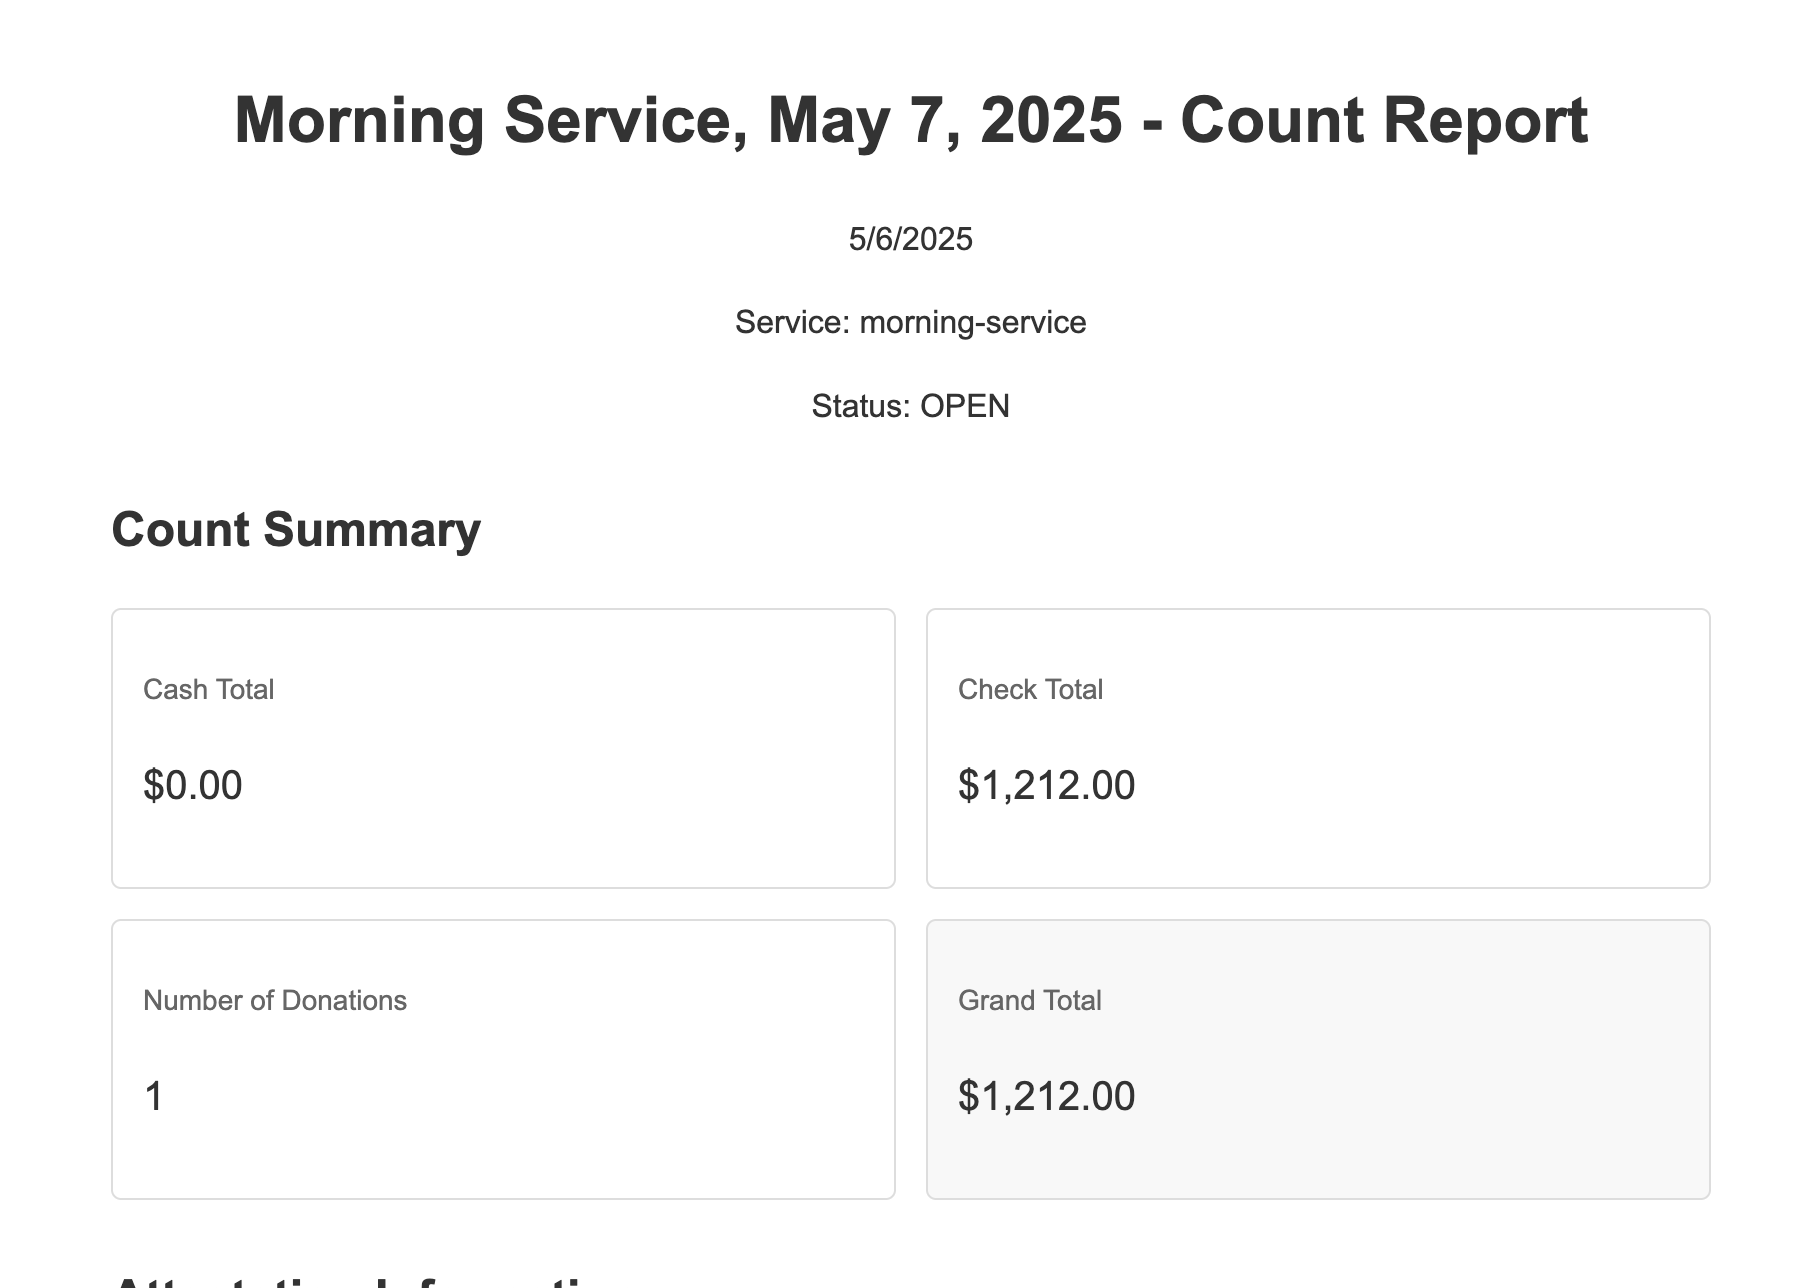 Morning Service, May 7, 2025 - Count Report
5/6/2025
Service: morning-service
Status: OPEN
Count Summary
Cash Total
$0.00
Check Total
$1,212.00
Number of Donations
1
Grand Total
$1,212.00